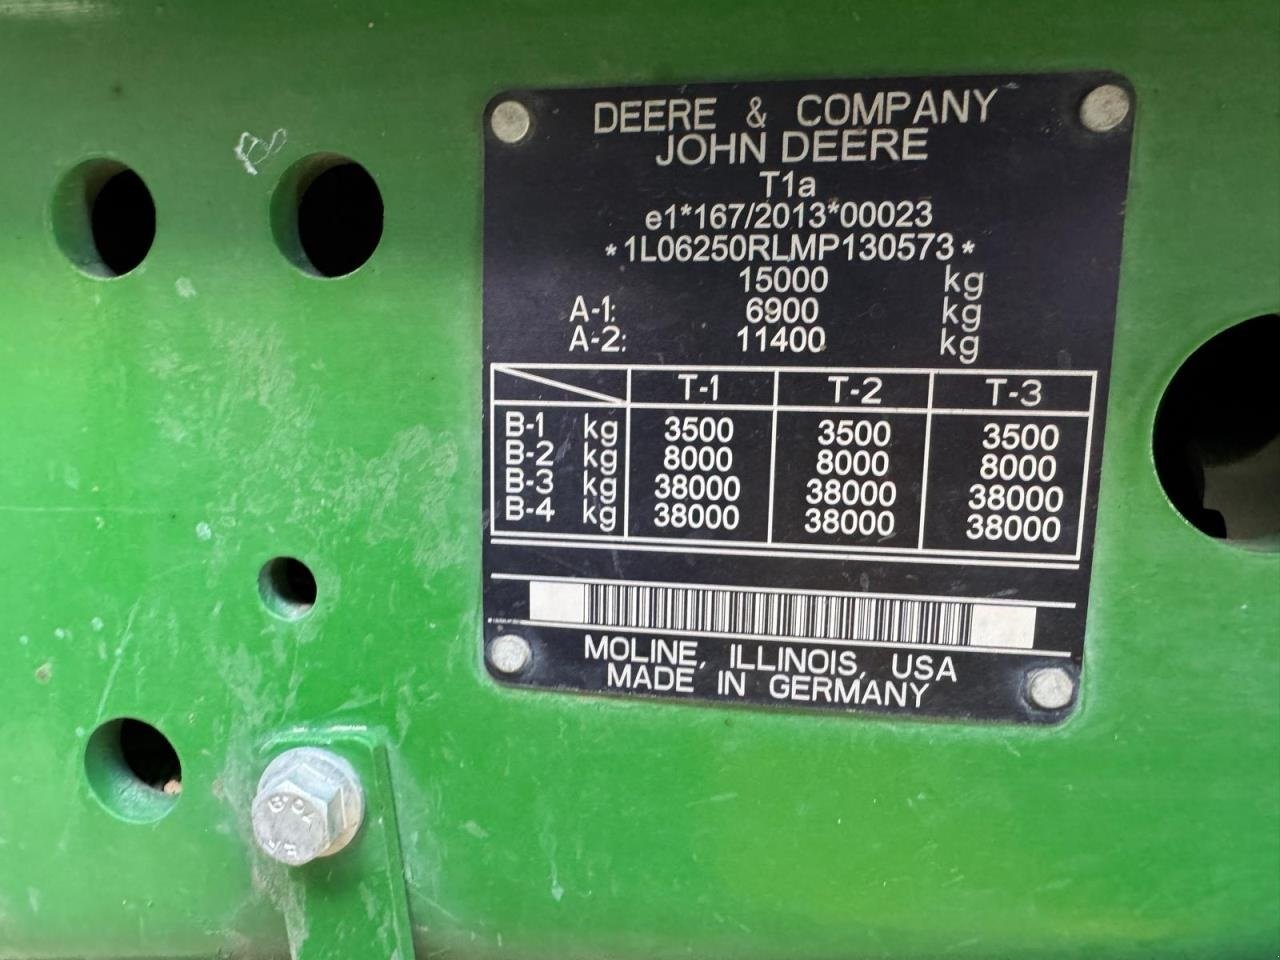 DEERE & COMPANY
JOHN DEERE
T1a
e1*167/2013*00023
*1L06250RLMP130573*
15000 kg
A-1: 6900 kg
A-2: 11400 kg
T-1 T-2 T-3
B-1 kg 3500 3500 3500
B-2 kg 8000 8000 8000
B-3 kg 38000 38000 38000
B-4 kg 38000 38000 38000
MOLINE, ILLINOIS, USA
MADE IN GERMANY